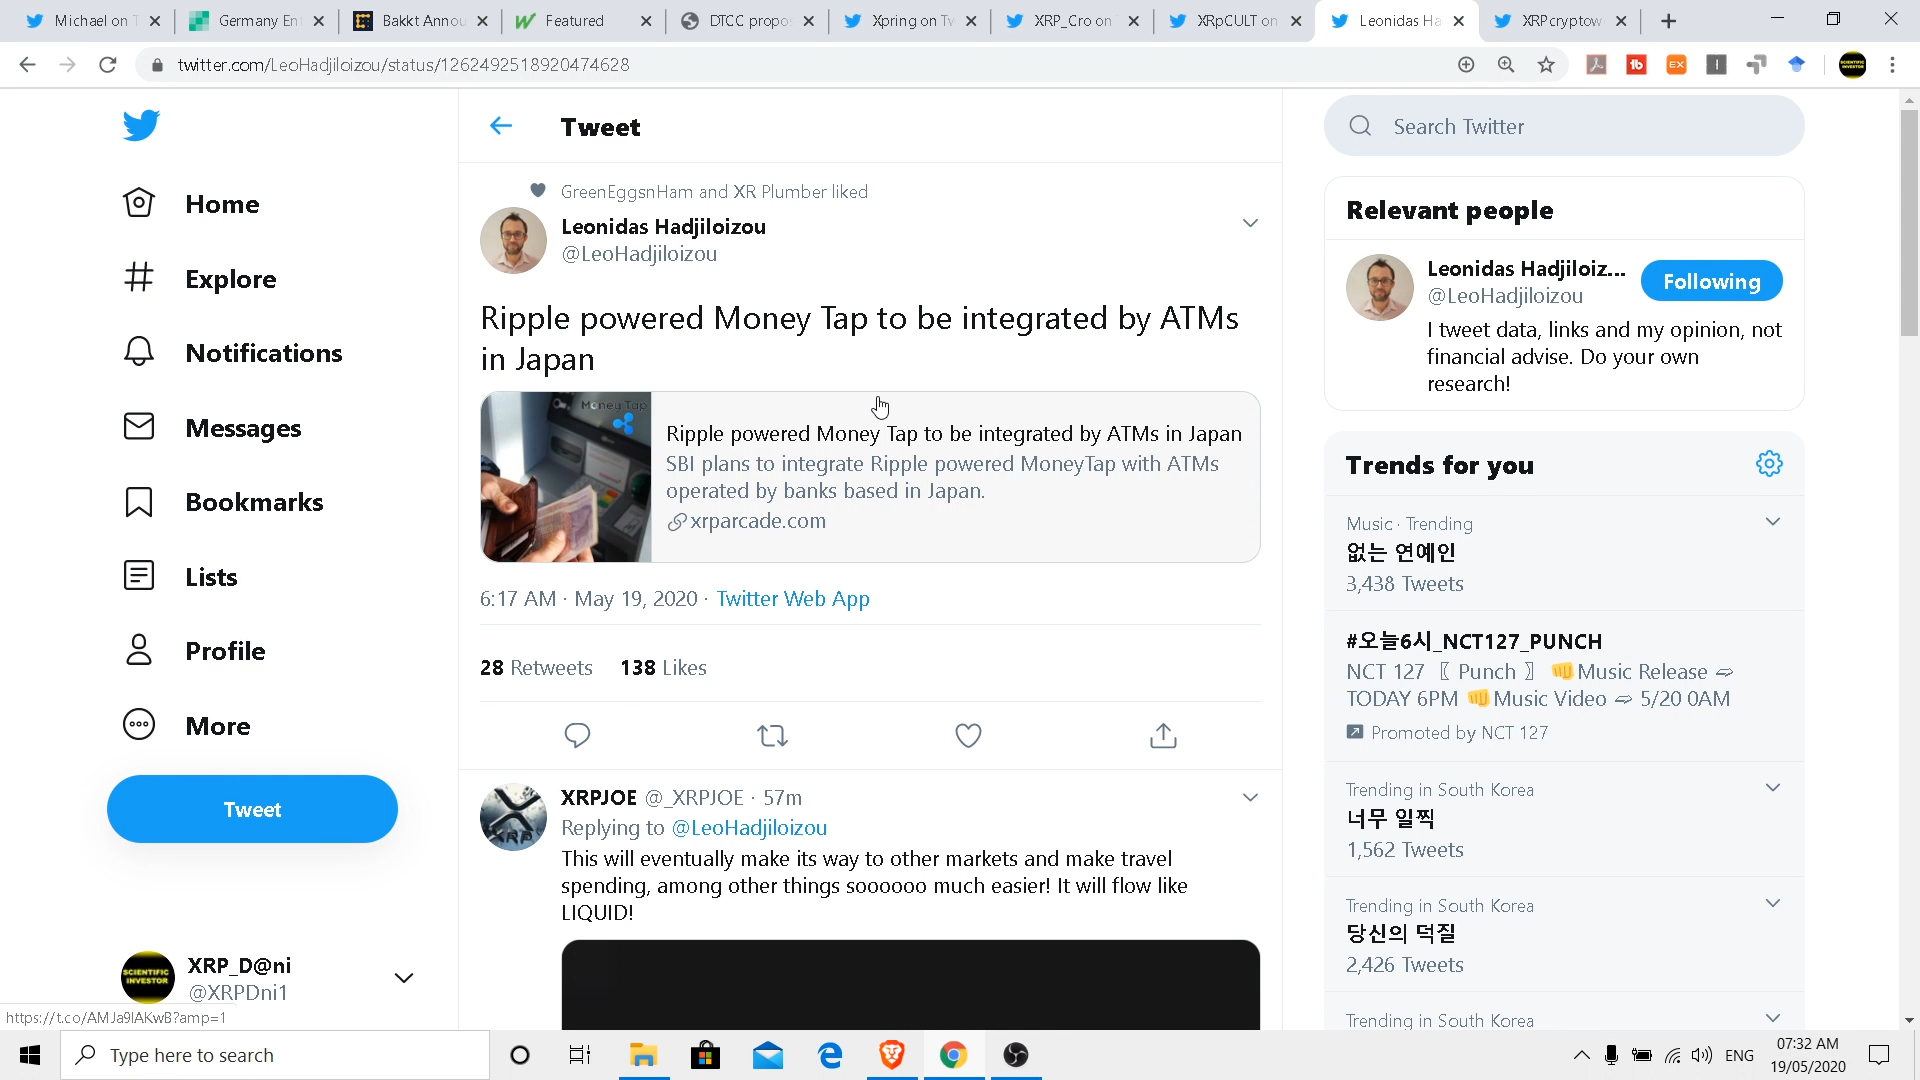 Michael on T
Germany En
Bakkt Annou
Featured
DTCC propo
Xpring on Tw
XRP_Cro on
XRpCULT on
Leonidas Ha
XRPcryptow
twitter.com/LeoHadjiloizou/status/1262492518920474628
Home
Explore
Notifications
Messages
Bookmarks
Lists
Profile
More
Tweet
SCIENTIFIC
INVESTOR
XRP_D@ni
@XRPDni1
https://t.co/AMJa9IAKwB?amp=1
Tweet
GreenEggsnHam and XR Plumber liked
Leonidas Hadjiloizou
@LeoHadjiloizou
Ripple powered Money Tap to be integrated by ATMs
in Japan
Money Tap
Ripple powered Money Tap to be integrated by ATMs in Japan
SBI plans to integrate Ripple powered MoneyTap with ATMs
operated by banks based in Japan.
xrparcade.com
6:17 AM · May 19, 2020 · Twitter Web App
28 Retweets 138 Likes
XRPJOE @_XRPJOE · 57m
Replying to @LeoHadjiloizou
This will eventually make its way to other markets and make travel
spending, among other things soooooo much easier! It will flow like
LIQUID!
XRP
Search Twitter
Relevant people
Leonidas Hadjiloiz...
@LeoHadjiloizou
Following
I tweet data, links and my opinion, not
financial advise. Do your own
research!
Trends for you
Music · Trending
없는 연예인
3,438 Tweets
#오늘6시_NCT127_PUNCH
NCT 127 〖 Punch 〗 👊Music Release ➫
TODAY 6PM 👊Music Video ➫ 5/20 0AM
Promoted by NCT 127
Trending in South Korea
너무 일찍
1,562 Tweets
Trending in South Korea
당신의 덕질
2,426 Tweets
Trending in South Korea
Type here to search
ENG
07:32 AM
19/05/2020